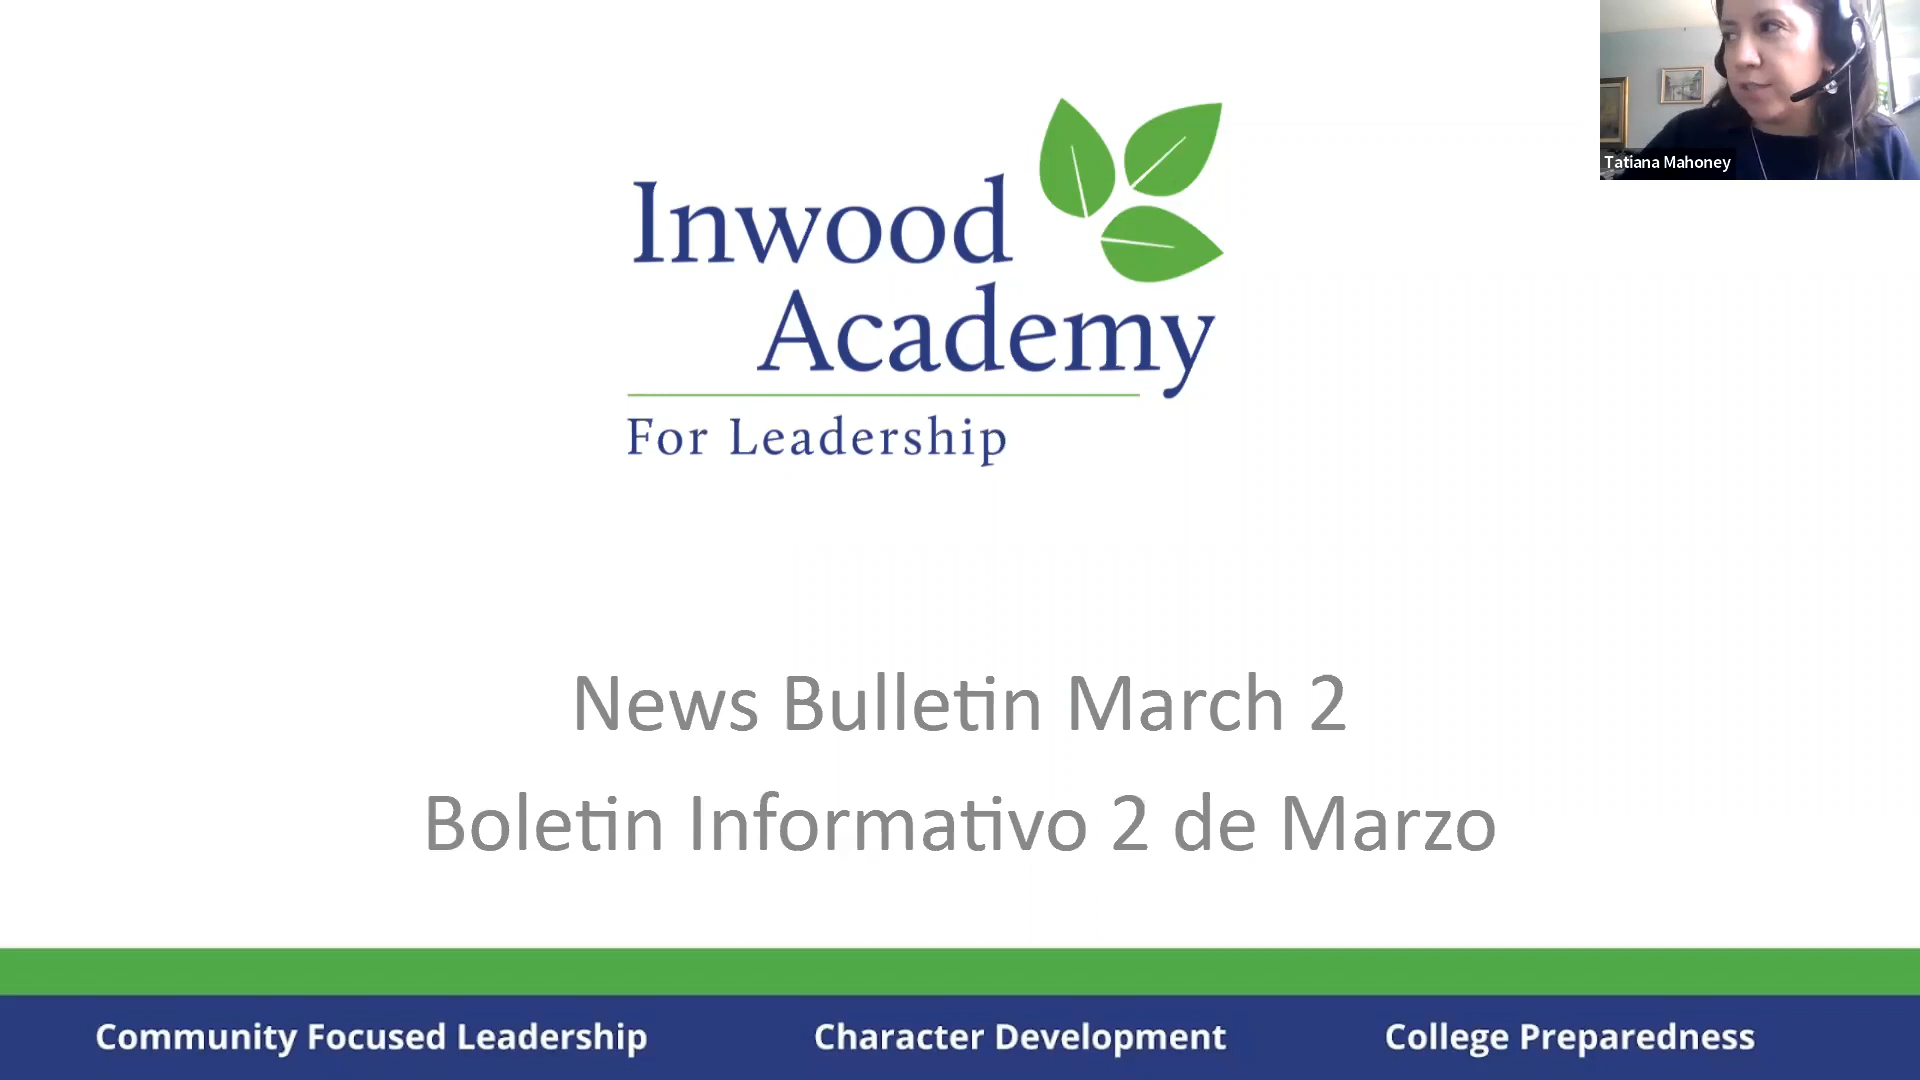 Inwood
Academy
For Leadership
Tatiana Mahoney
News Bulletin March 2
Boletin Informativo 2 de Marzo
Community Focused Leadership
Character Development
College Preparedness